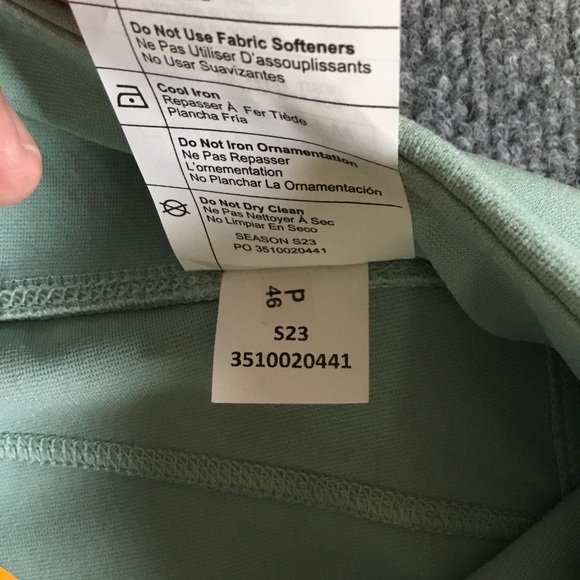 Do Not Use Fabric Softeners
Ne Pas Utiliser D'assouplissants
No Usar Suavizantes
Cool Iron
Repasser À Fer Tiède
Plancha Fria
Do Not Iron Ornamentation
Ne Pas Repasser
L'ornementation
No Planchar La Ornamentación
Do Not Dry Clean
Ne Pas Nettoyer À Sec
No Limpiar En Seco
SEASON S23
PO 3510020441
P
46
S23
3510020441